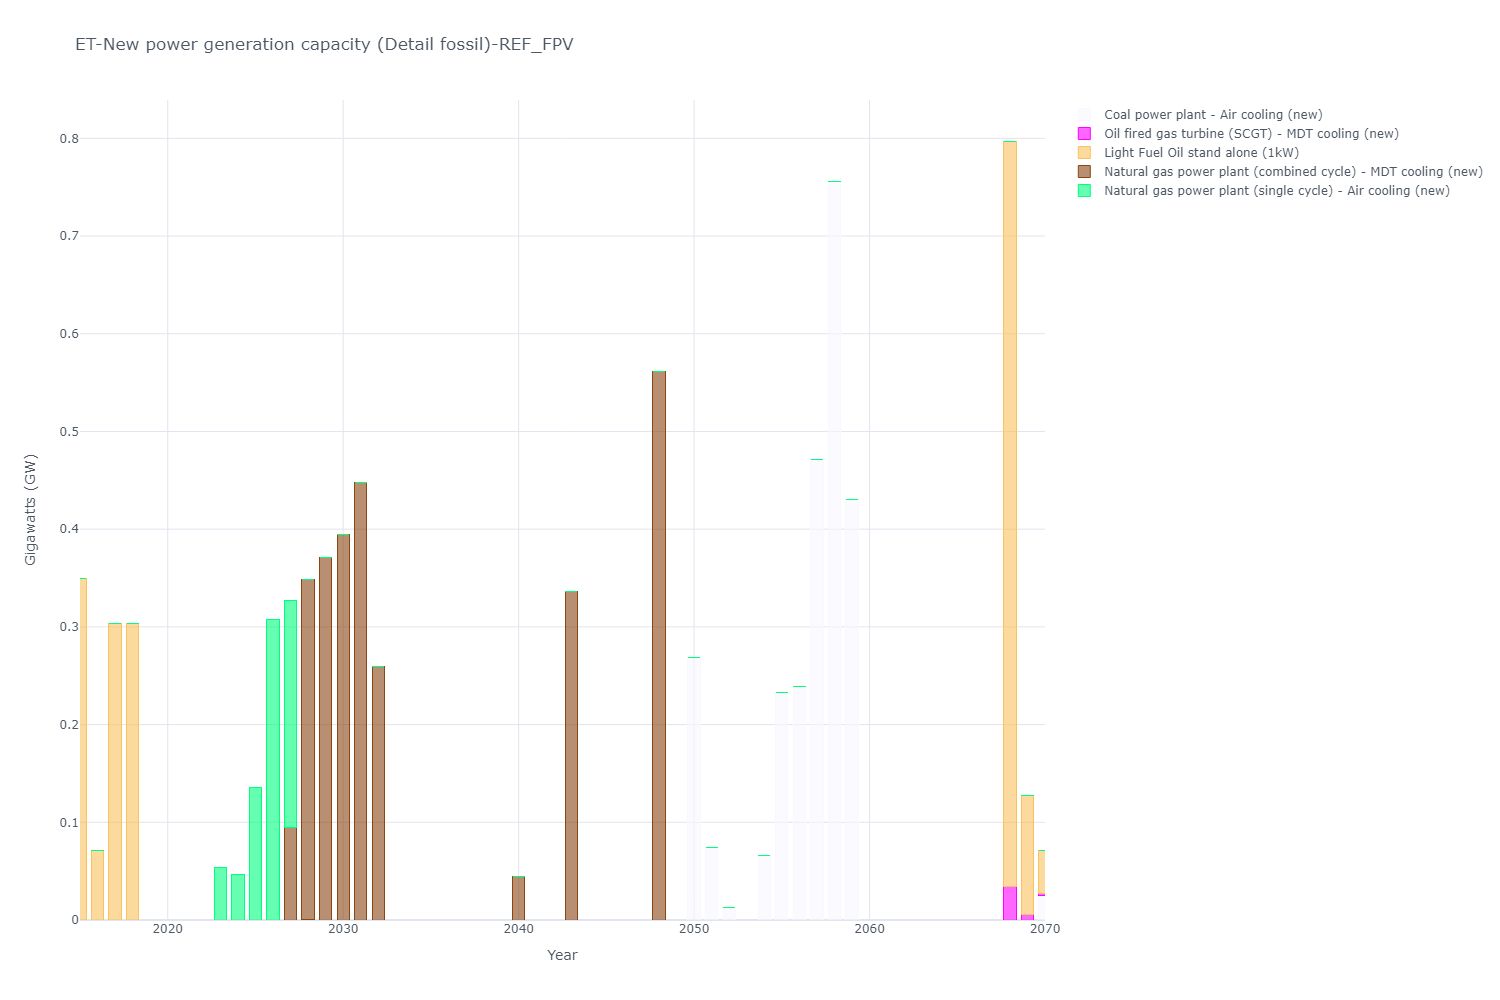 ET-New power generation capacity (Detail fossil)-REF_FPV
Coal power plant - Air cooling (new)
Oil fired gas turbine (SCGT) - MDT cooling (new)
Light Fuel Oil stand alone (1kW)
Natural gas power plant (combined cycle) - MDT cooling (new)
Natural gas power plant (single cycle) - Air cooling (new)
0.8
0.7
0.6
0.5
0.4
0.3
0.2
0.1
0
Gigawatts (GW)
2020 2030 2040 2050 2060 2070
Year